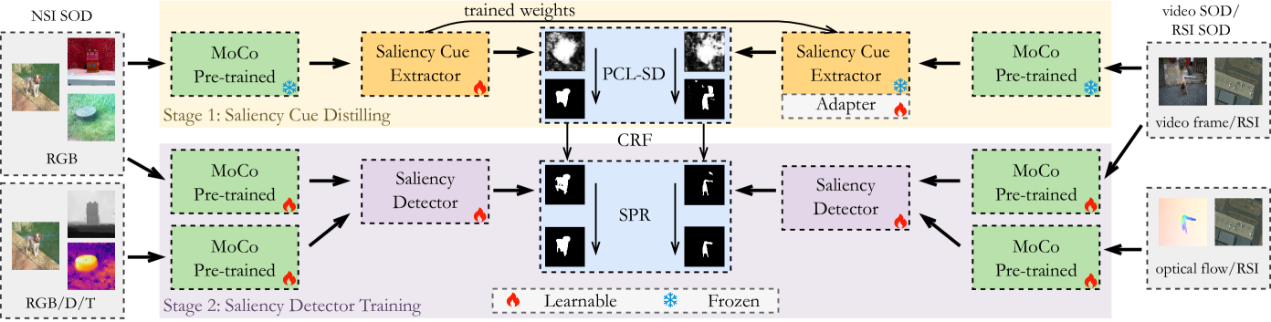 NSI SOD
RGB
RGB/D/T
trained weights
MoCo
Pre-trained
Saliency Cue
Extractor
PCL-SD
Saliency Cue
Extractor
Adapter
MoCo
Pre-trained
Stage 1: Saliency Cue Distilling
CRF
MoCo
Pre-trained
MoCo
Pre-trained
Saliency
Detector
SPR
Saliency
Detector
MoCo
Pre-trained
MoCo
Pre-trained
Stage 2: Saliency Detector Training
Learnable
Frozen
video SOD/
RSI SOD
video frame/RSI
optical flow/RSI